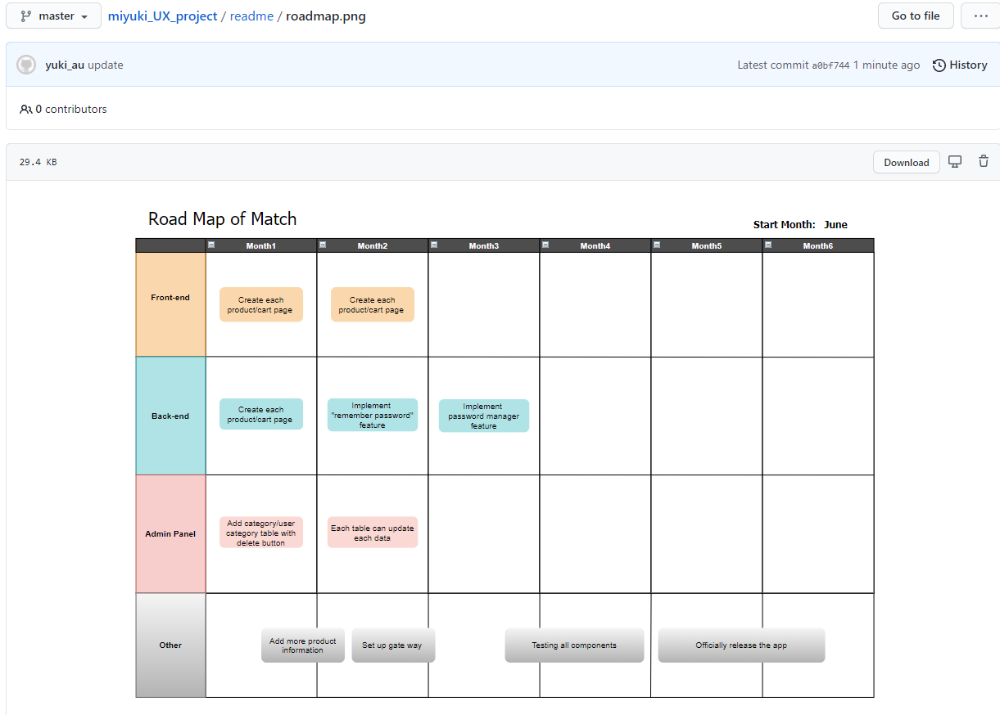 master
miyuki_UX_project / readme / roadmap.png
Go to file
...
yuki_au update
Latest commit a0bf744 1 minute ago
History
0 contributors
29.4 KB
Download
Road Map of Match
Start Month: June
Month1
Month2
Month3
Month4
Month5
Month6
Front-end
Create each
product/cart page
Create each
product/cart page
Back-end
Create each
product/cart page
Implement
"remember password"
feature
Implement
password manager
feature
Admin Panel
Add category/user
category table with
delete button
Each table can update
each data
Other
Add more product
information
Set up gate way
Testing all components
Officially release the app